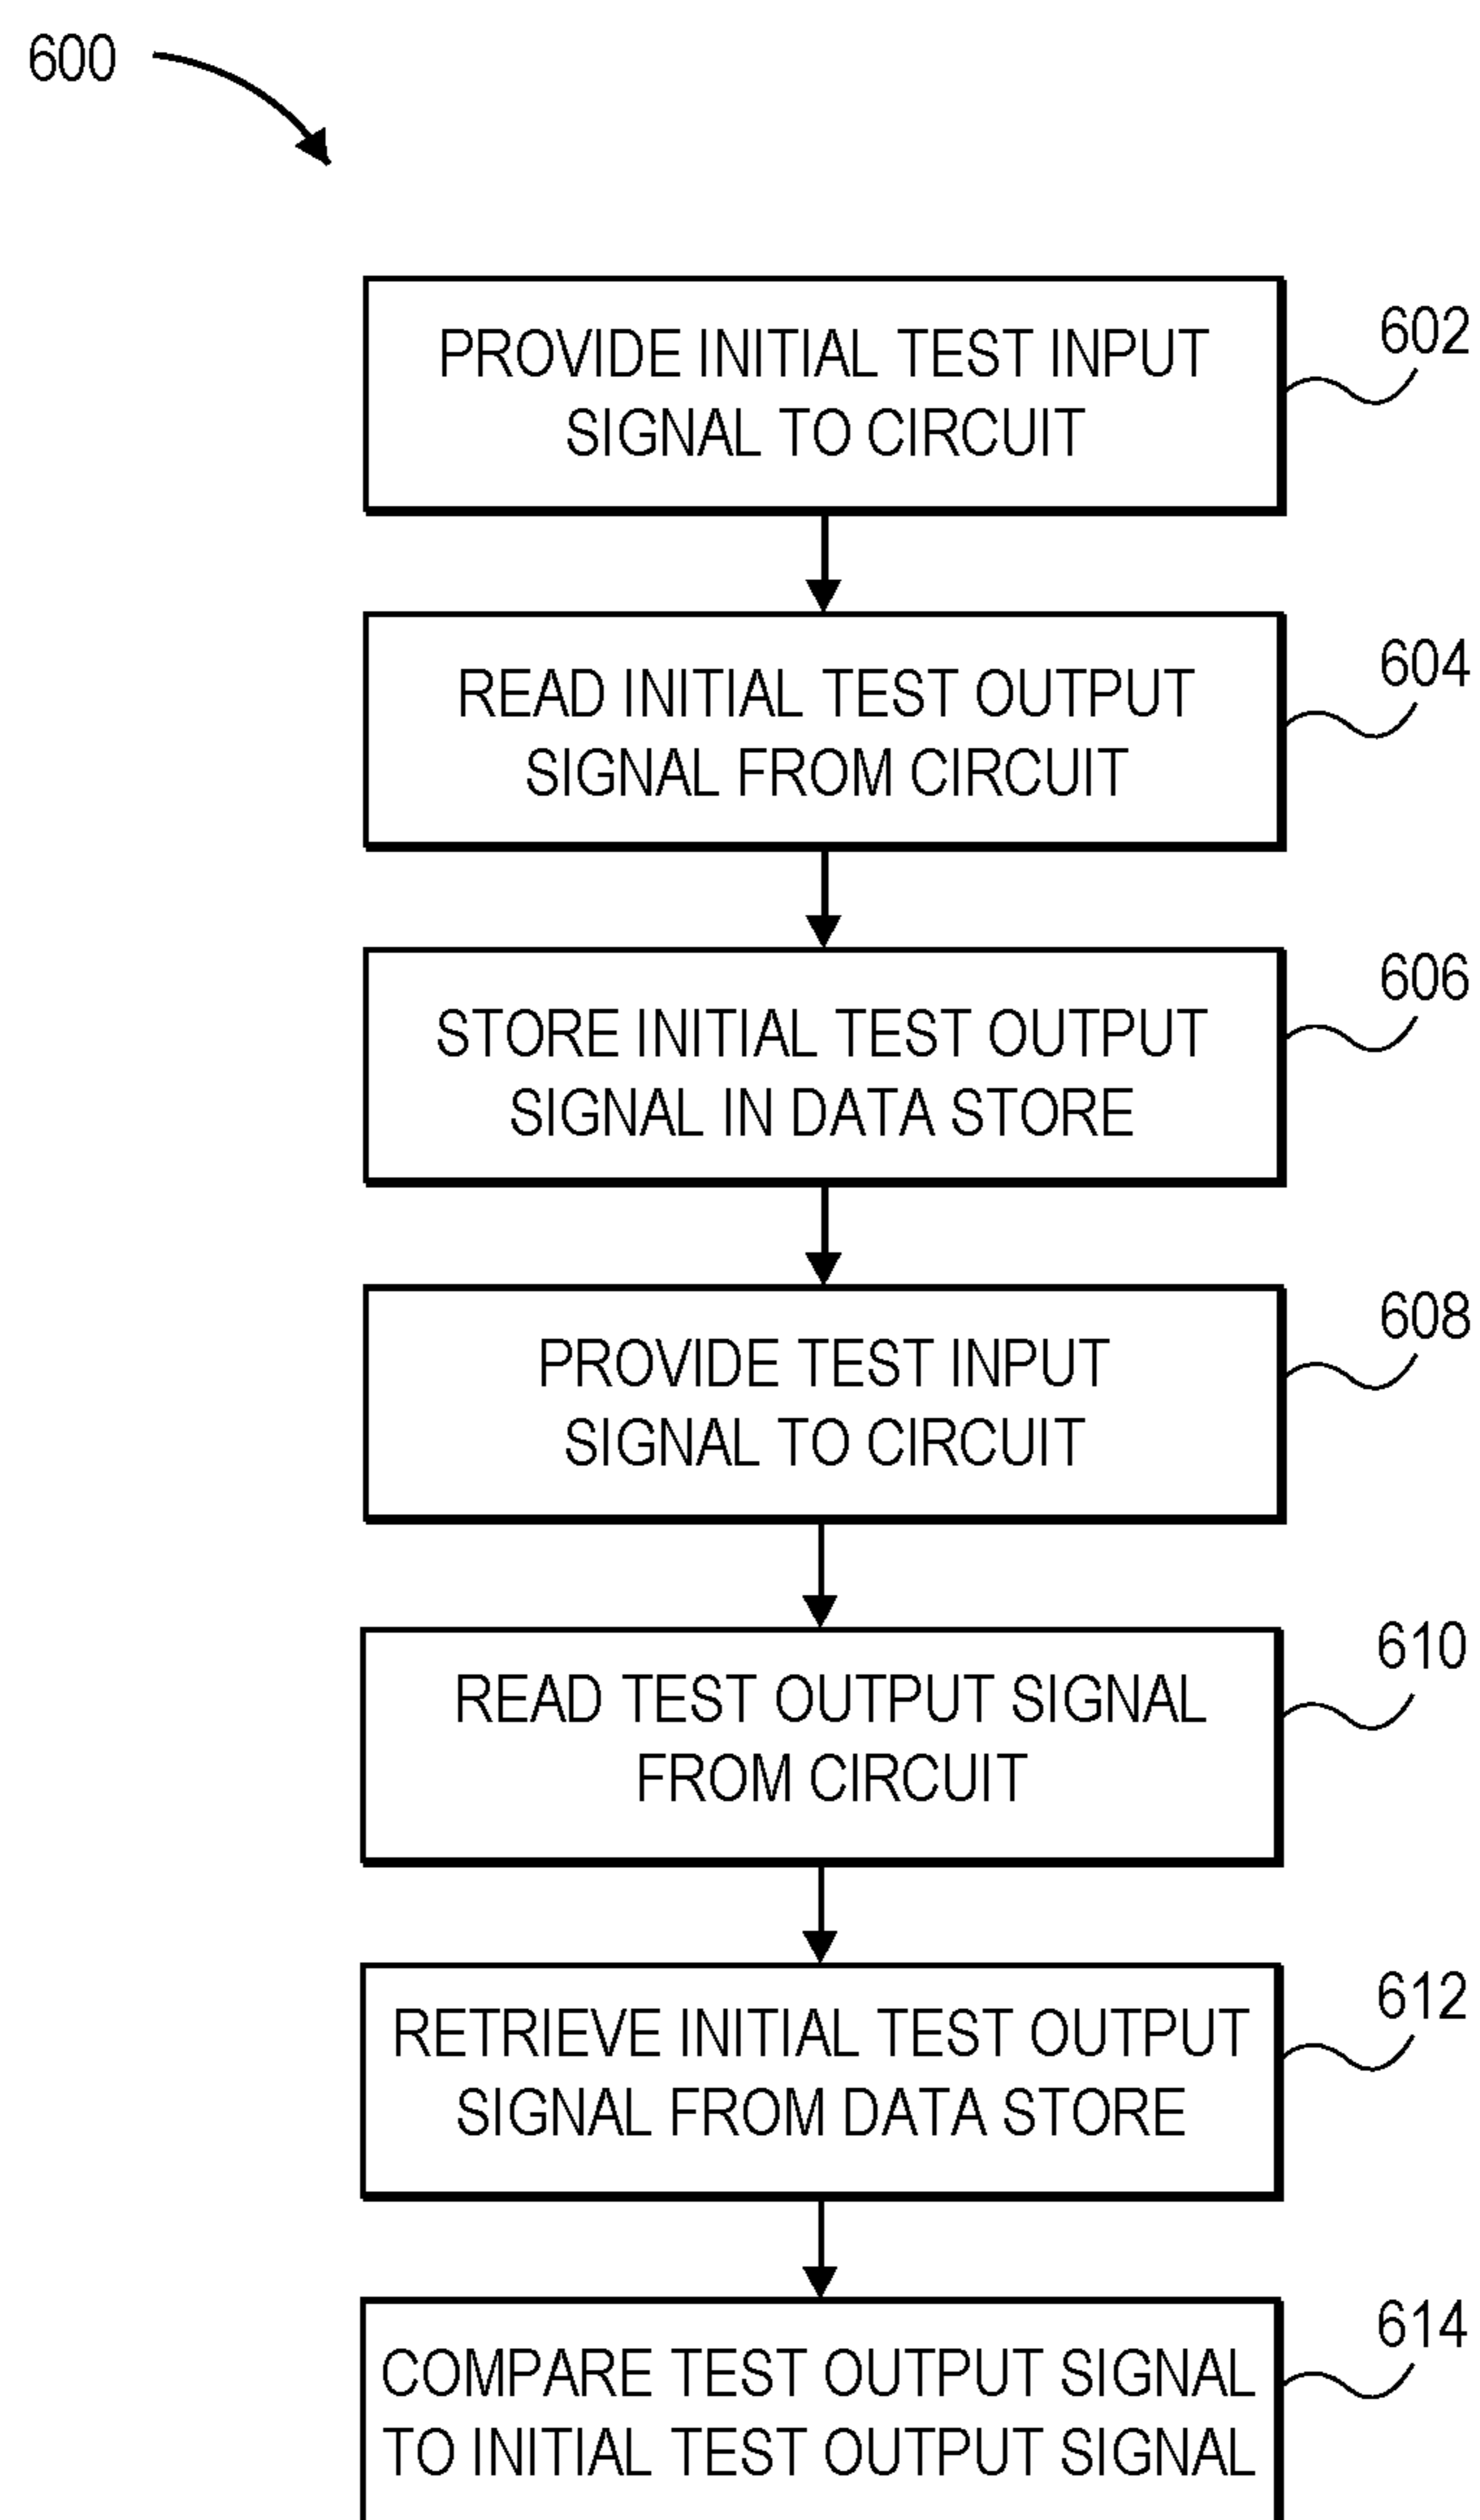 600
PROVIDE INITIAL TEST INPUT
SIGNAL TO CIRCUIT
602
READ INITIAL TEST OUTPUT
SIGNAL FROM CIRCUIT
604
STORE INITIAL TEST OUTPUT
SIGNAL IN DATA STORE
606
PROVIDE TEST INPUT
SIGNAL TO CIRCUIT
608
READ TEST OUTPUT SIGNAL
FROM CIRCUIT
610
RETRIEVE INITIAL TEST OUTPUT
SIGNAL FROM DATA STORE
612
COMPARE TEST OUTPUT SIGNAL
TO INITIAL TEST OUTPUT SIGNAL
614